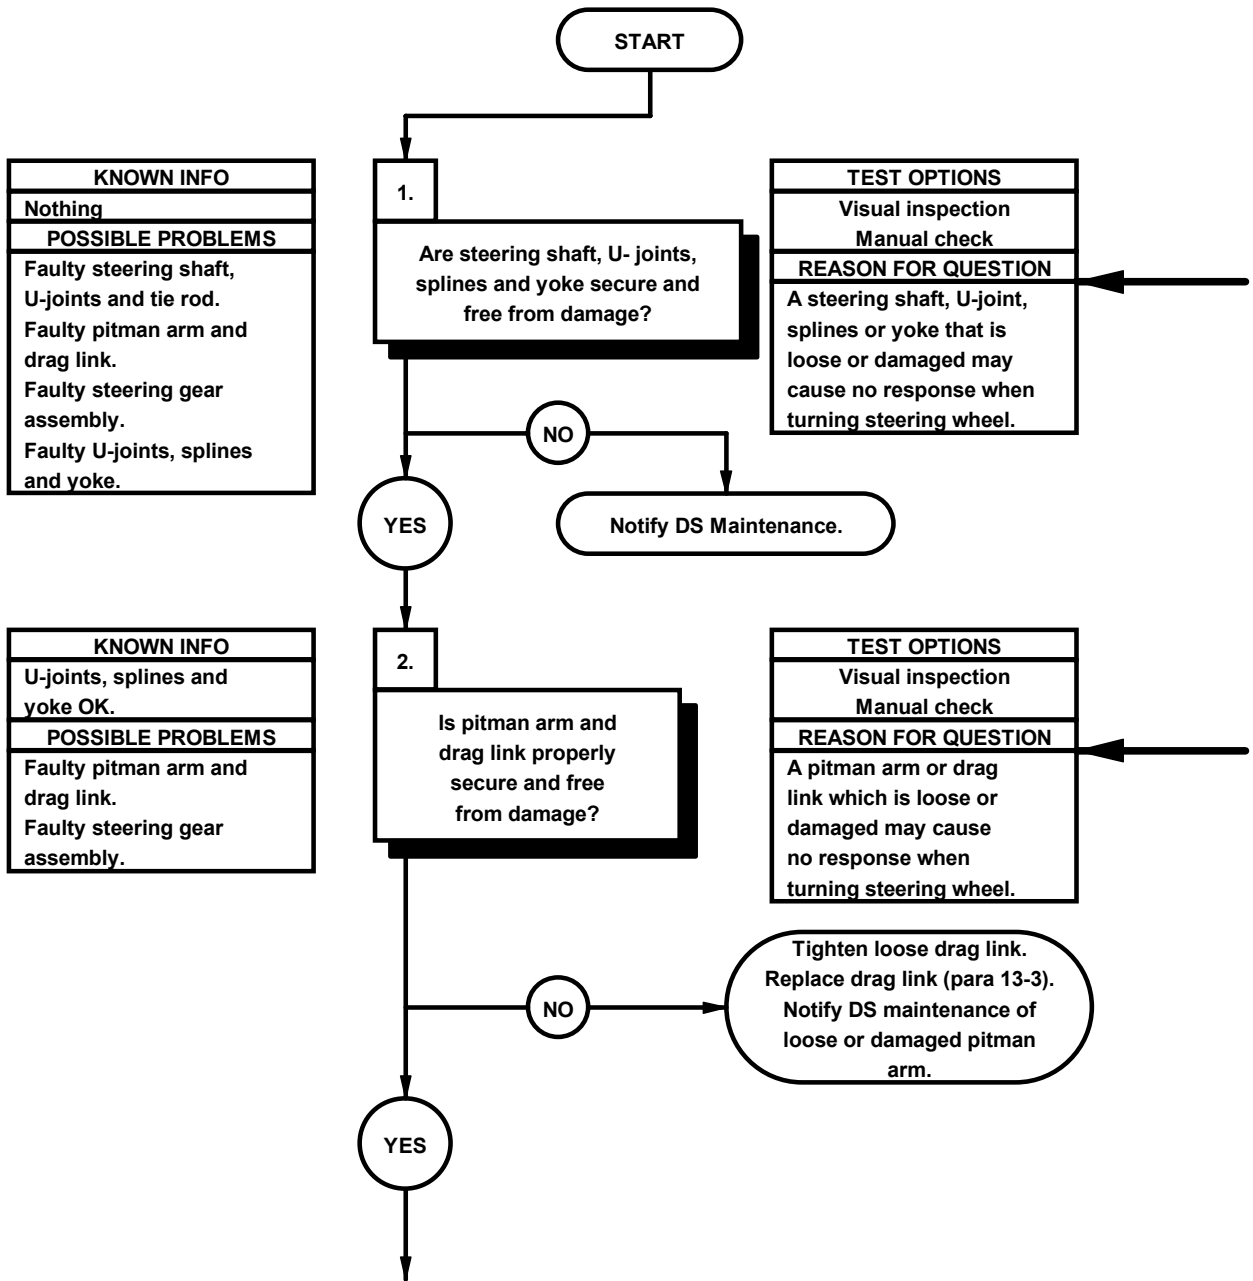 START
KNOWN INFO
Nothing
POSSIBLE PROBLEMS
Faulty steering shaft,
U-joints and tie rod.
Faulty pitman arm and
drag link.
Faulty steering gear
assembly.
Faulty U-joints, splines
and yoke.
1.
Are steering shaft, U- joints,
splines and yoke secure and
free from damage?
TEST OPTIONS
Visual inspection
Manual check
REASON FOR QUESTION
A steering shaft, U-joint,
splines or yoke that is
loose or damaged may
cause no response when
turning steering wheel.
NO
YES
Notify DS Maintenance.
KNOWN INFO
U-joints, splines and
yoke OK.
POSSIBLE PROBLEMS
Faulty pitman arm and
drag link.
Faulty steering gear
assembly.
2.
Is pitman arm and
drag link properly
secure and free
from damage?
TEST OPTIONS
Visual inspection
Manual check
REASON FOR QUESTION
A pitman arm or drag
link which is loose or
damaged may cause
no response when
turning steering wheel.
NO
Tighten loose drag link.
Replace drag link (para 13-3).
Notify DS maintenance of
loose or damaged pitman
arm.
YES